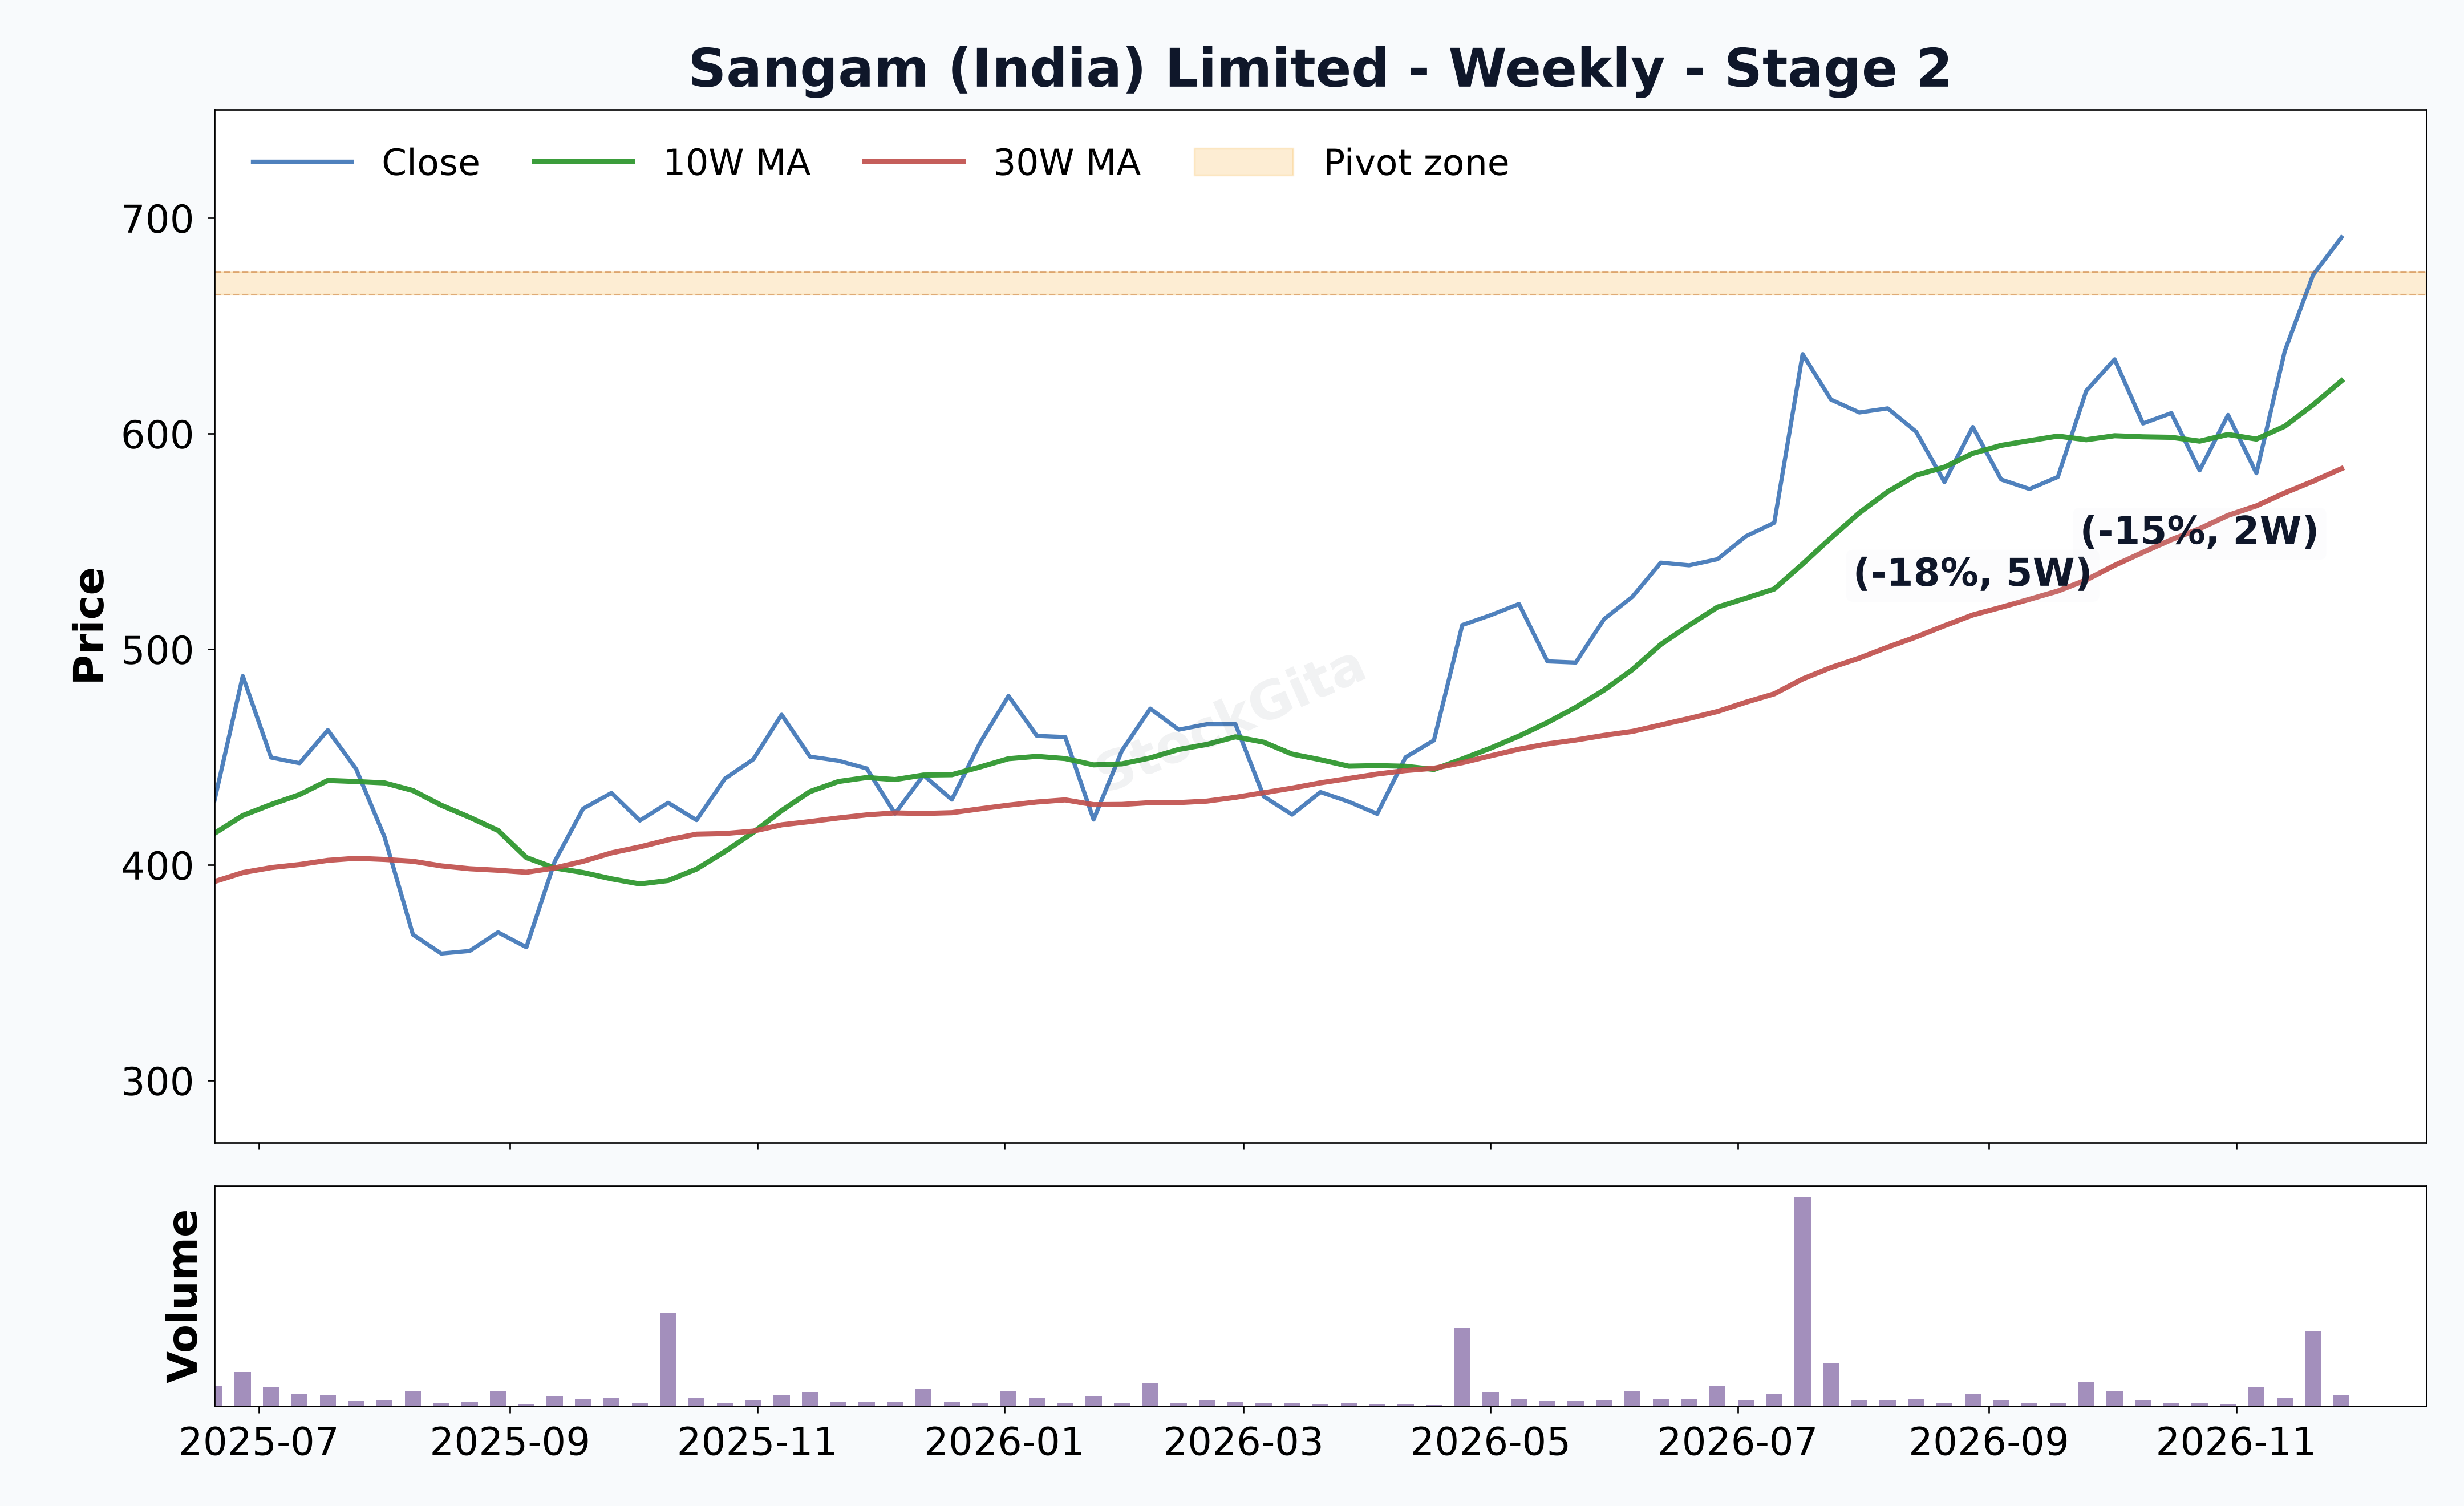 Sangam (India) Limited - Weekly - Stage 2
Close 10W MA 30W MA Pivot zone
700
600
500
400
300
Price
(-15%, 2W)
(-18%, 5W)
StockGita
Volume
2025-07 2025-09 2025-11 2026-01 2026-03 2026-05 2026-07 2026-09 2026-11